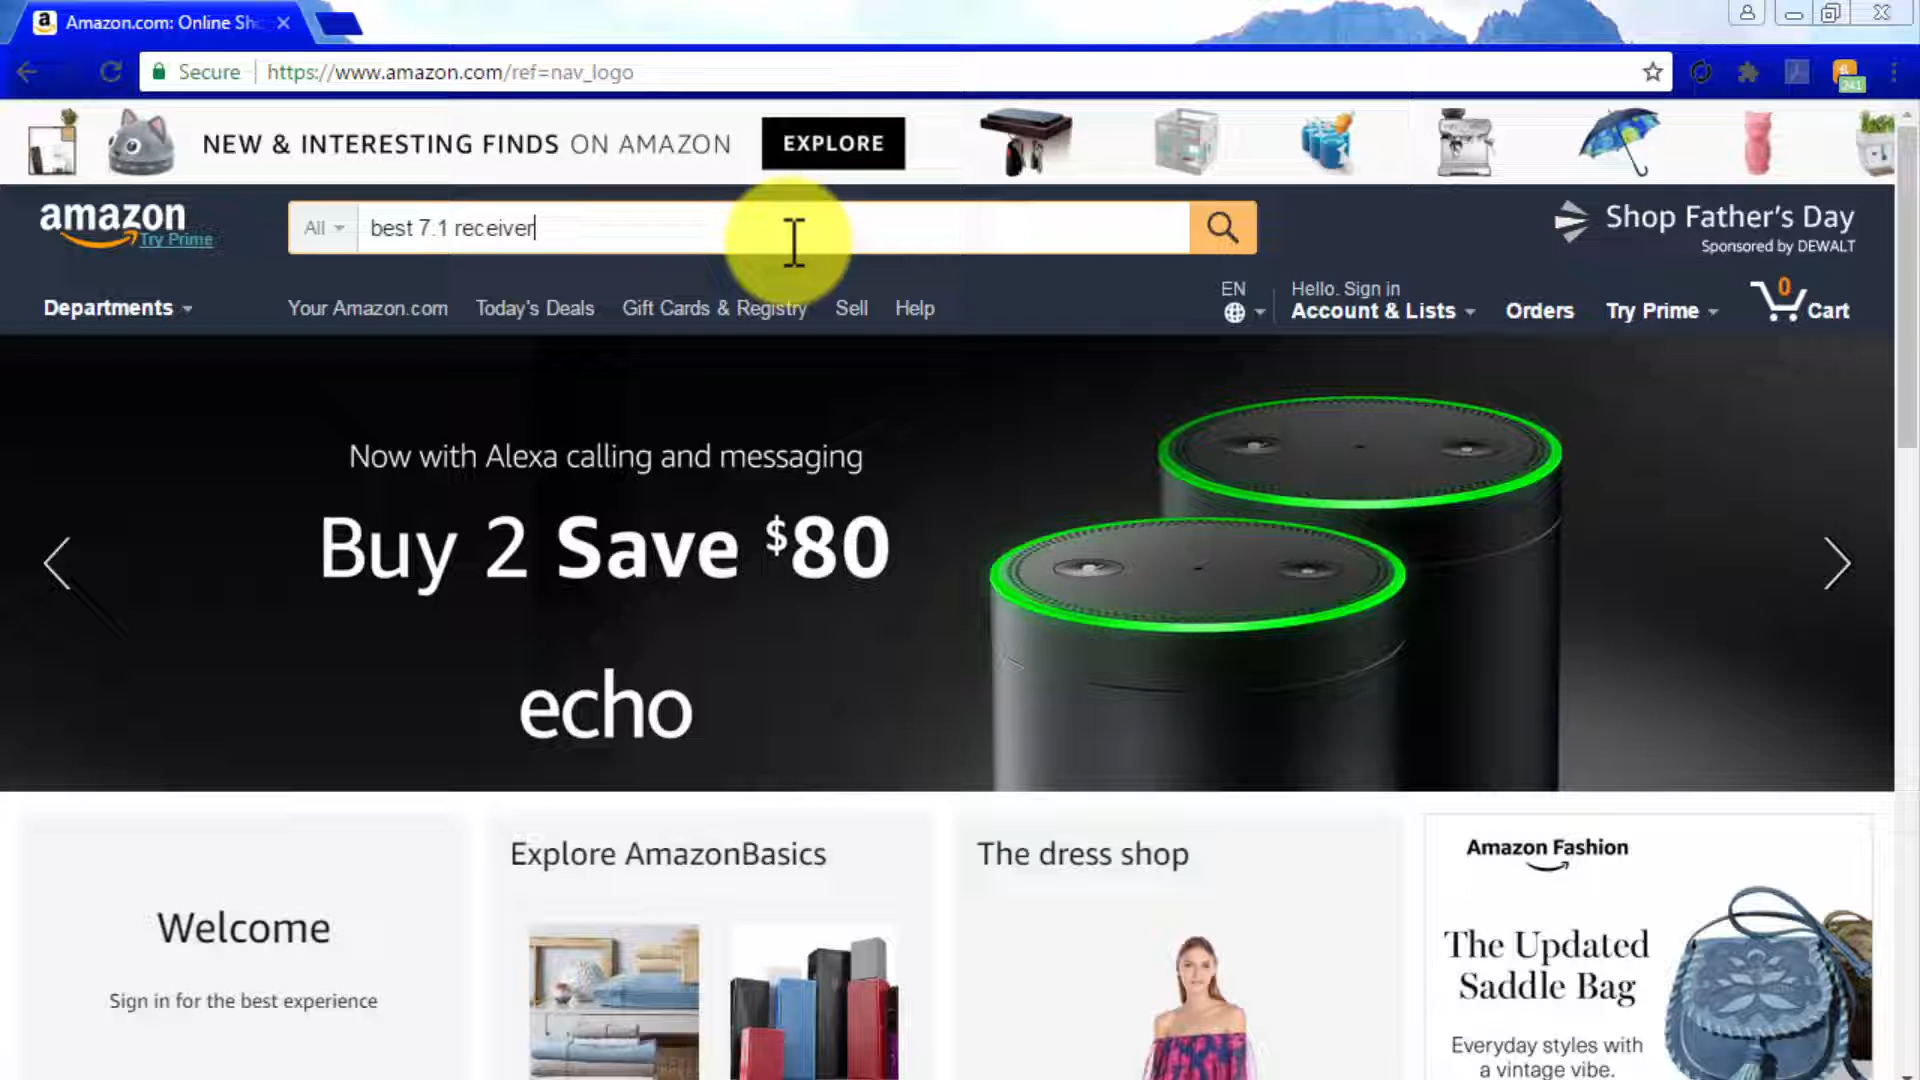 Amazon.com: Online Sh
Secure https://www.amazon.com/ref=nav_logo
241
NEW & INTERESTING FINDS ON AMAZON EXPLORE
amazon
Try Prime
All best 7.1 receiver
Shop Father's Day
Sponsored by DEWALT
Departments Your Amazon.com Today's Deals Gift Cards & Registry Sell Help
EN
Hello. Sign in
Account & Lists Orders Try Prime 0 Cart
Now with Alexa calling and messaging
Buy 2 Save $80
echo
Welcome
Sign in for the best experience
Explore AmazonBasics
The dress shop
Amazon Fashion
The Updated
Saddle Bag
Everyday styles with
a vintage vibe.